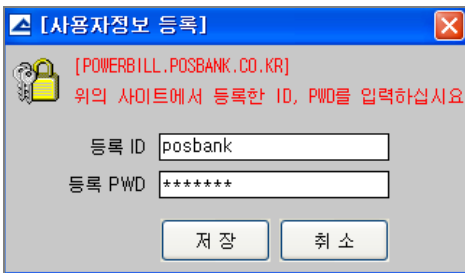 [사용자정보 등록]
[POWERBILL.POSBANK.CO.KR]
위의 사이트에서 등록한 ID, PWD를 입력하십시요
등록 ID posbank
등록 PWD *******
저 장 취 소